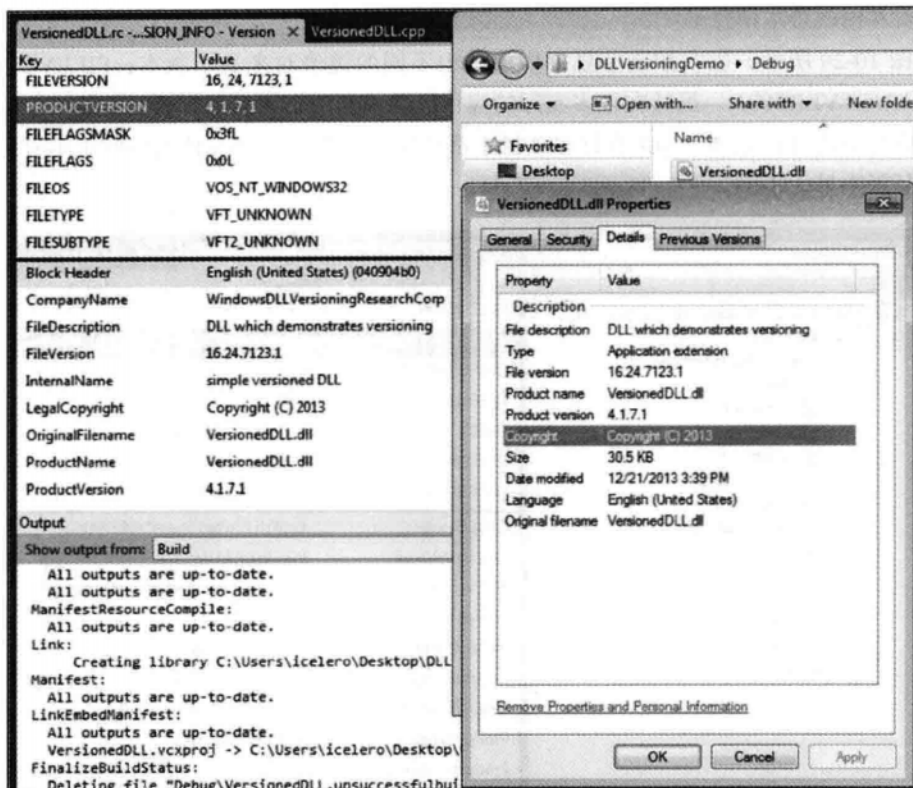 VersionedDLL.rc -...SION_INFO - Version × VersionedDLL.cpp
Key Value
FILEVERSION 16, 24, 7123, 1
PRODUCTVERSION 4, 1, 7, 1
FILEFLAGSMASK 0x3fL
FILEFLAGS 0x0L
FILEOS VOS_NT_WINDOWS32
FILETYPE VFT_UNKNOWN
FILESUBTYPE VFT2_UNKNOWN
Block Header English (United States) (040904b0)
CompanyName WindowsDLLVersioningResearchCorp
FileDescription DLL which demonstrates versioning
FileVersion 16.24.7123.1
InternalName simple versioned DLL
LegalCopyright Copyright (C) 2013
OriginalFilename VersionedDLL.dll
ProductName VersionedDLL.dll
ProductVersion 4.1.7.1
Output
Show output from: Build
All outputs are up-to-date.
All outputs are up-to-date.
ManifestResourceCompile:
All outputs are up-to-date.
Link:
Creating library C:\Users\icelero\Desktop\DLL
Manifest:
All outputs are up-to-date.
LinkEmbedManifest:
All outputs are up-to-date.
VersionedDLL.vcxproj -> C:\Users\icelero\Desktop\
FinalizeBuildStatus:
Deleting file "Debug\VersionedDLL.unsuccessfulbui
DLLVersioningDemo Debug
Organize Open with... Share with New folde
Favorites Name
Desktop VersionedDLL.dll
VersionedDLL.dll Properties
General Security Details Previous Versions
Property Value
Description
File description DLL which demonstrates versioning
Type Application extension
File version 16.24.7123.1
Product name VersionedDLL.dll
Product version 4.1.7.1
Copyright Copyright (C) 2013
Size 30.5 KB
Date modified 12/21/2013 3:39 PM
Language English (United States)
Original filename VersionedDLL.dll
Remove Properties and Personal Information
OK Cancel Apply